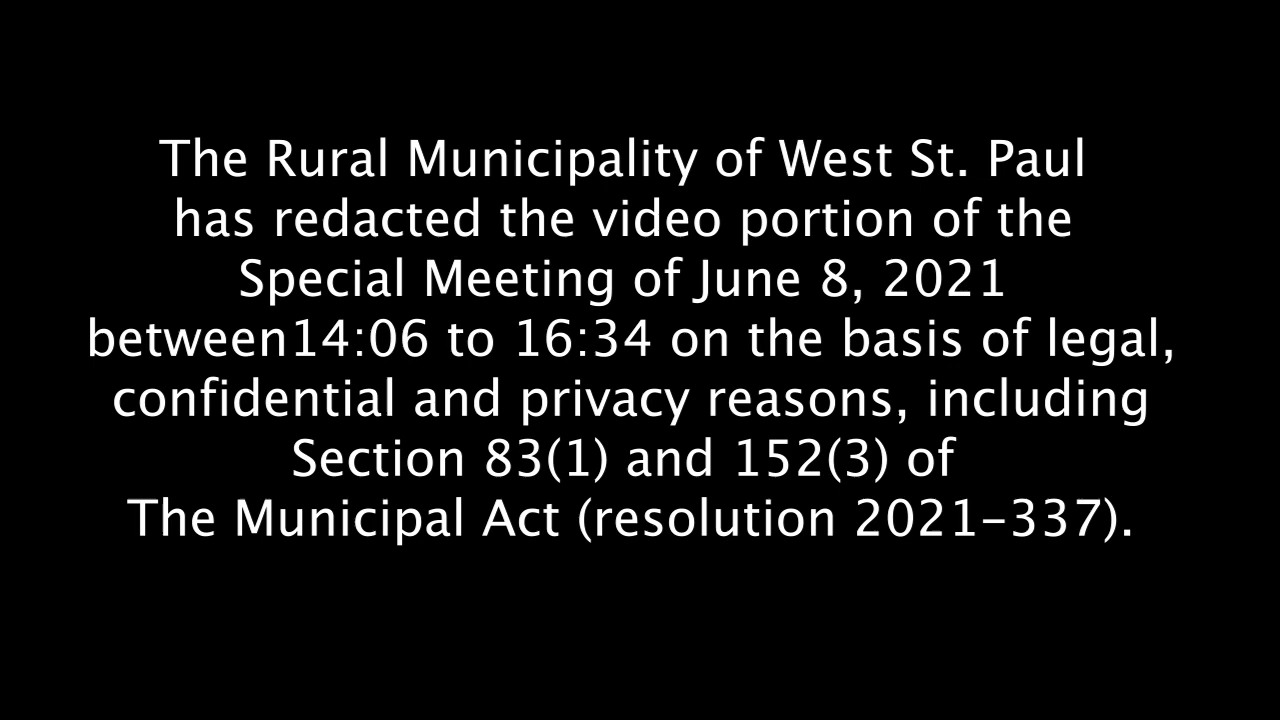 The Rural Municipality of West St. Paul
has redacted the video portion of the
Special Meeting of June 8, 2021
between14:06 to 16:34 on the basis of legal,
confidential and privacy reasons, including
Section 83(1) and 152(3) of
The Municipal Act (resolution 2021-337).